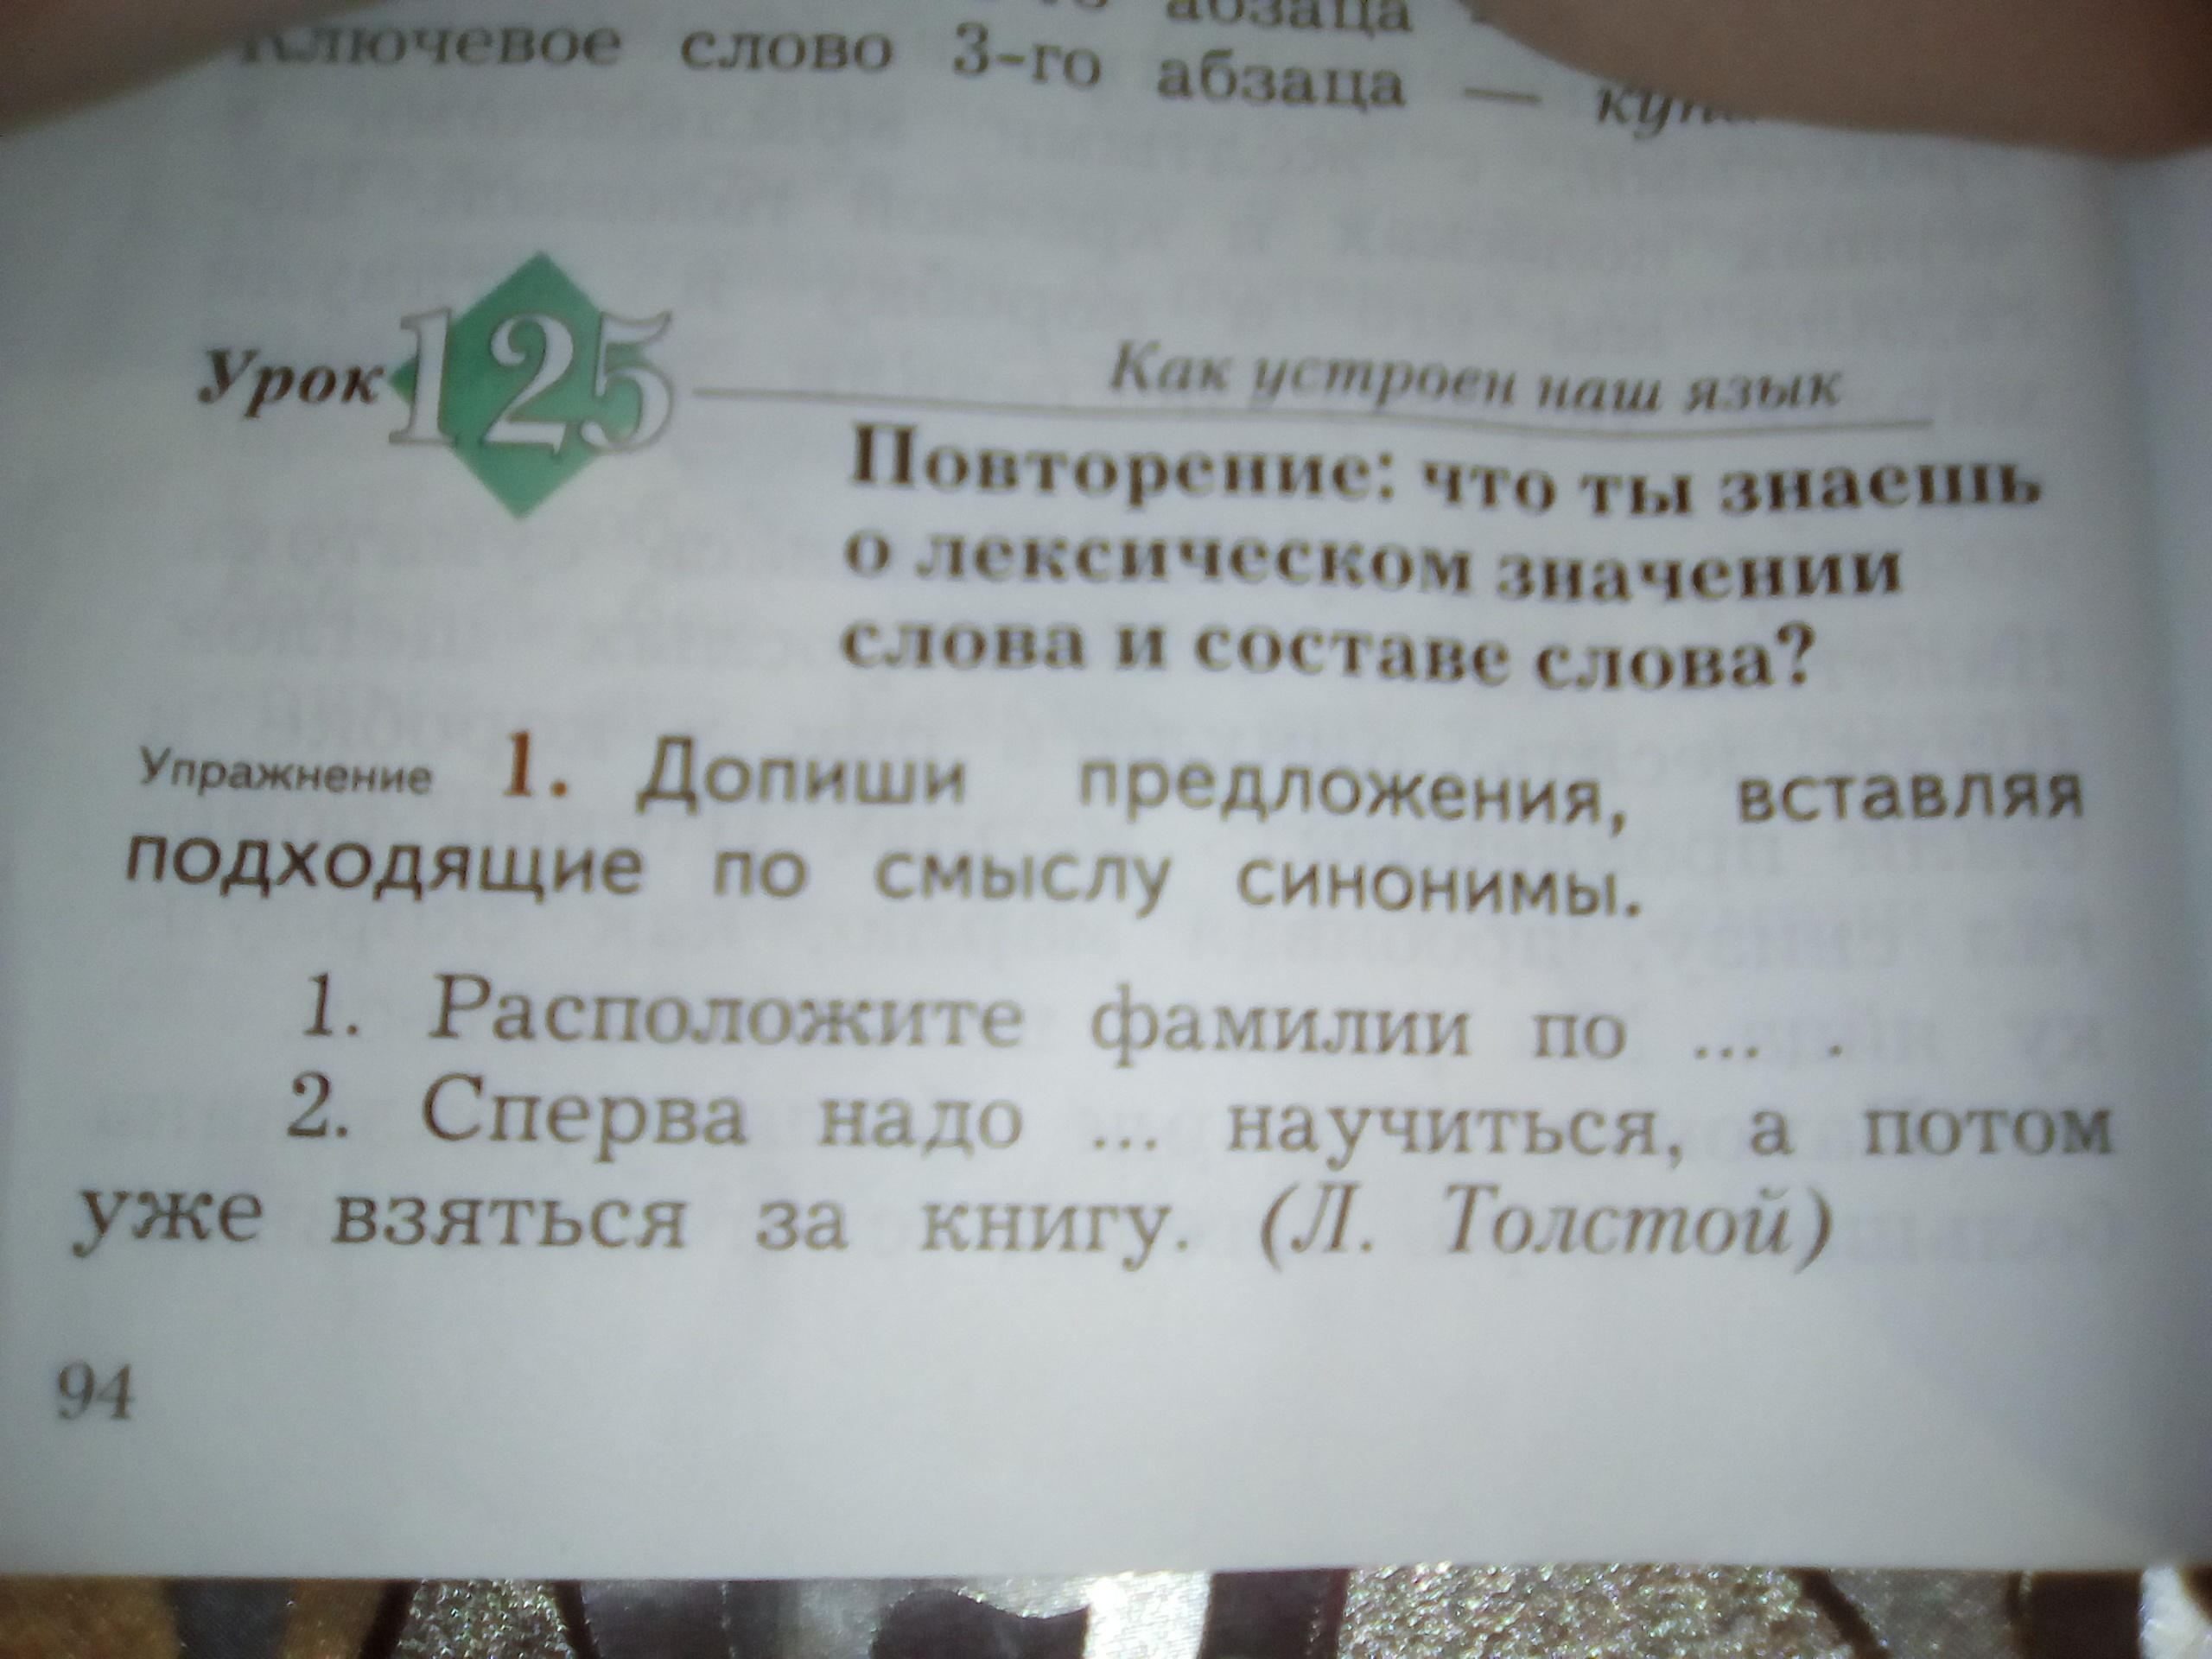 абзаца
Ключевое слово 3-го абзаца —
Урок 125
Как устроен наш язык
Повторение: что ты знаешь
о лексическом значении
слова и составе слова?
Упражнение 1. Допиши предложения, вставляя
подходящие по смыслу синонимы.
1. Расположите фамилии по ... .
2. Сперва надо ... научиться, а потом
уже взяться за книгу. (Л. Толстой)
94